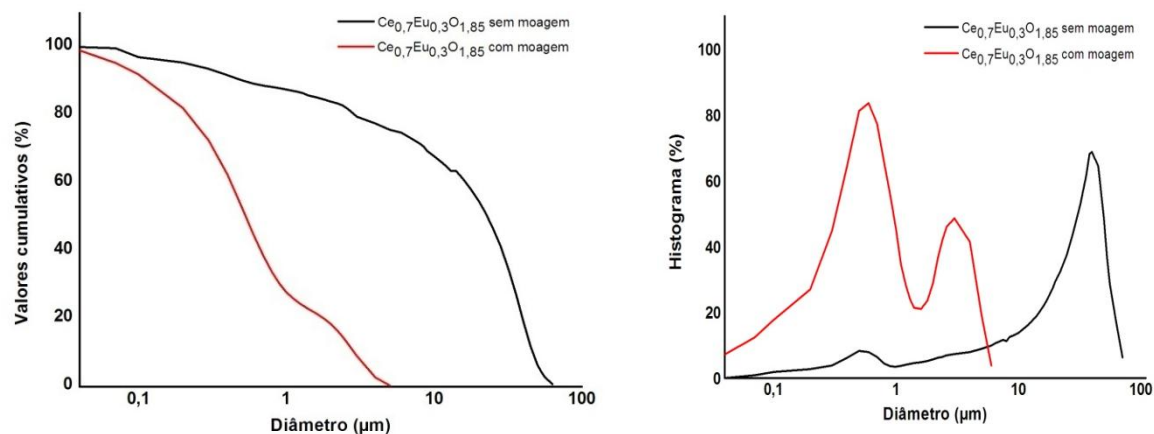 Ce0,7Eu0,3O1,85 sem moagem
Ce0,7Eu0,3O1,85 com moagem
Valores cumulativos (%)
100
80
60
40
20
0
0,1
1
10
100
Diâmetro (µm)
Ce0,7Eu0,3O1,85 sem moagem
Ce0,7Eu0,3O1,85 com moagem
Histograma (%)
100
80
60
40
20
0
0,1
1
10
100
Diâmetro (µm)